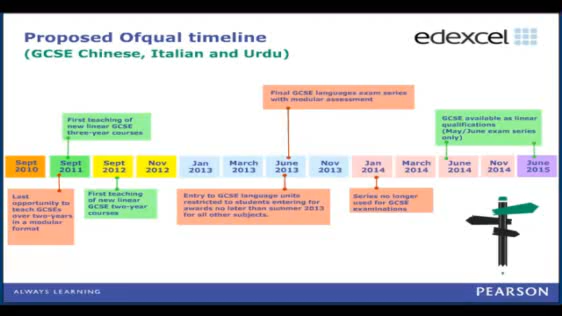 Proposed Ofqual timeline
(GCSE Chinese, Italian and Urdu)
edexcel
Final GCSE languages exam series
with modular assessment
First teaching of
new linear GCSE
three-year courses
GCSE available as linear
qualifications
(May/June exam series
only)
Sept
2010
Sept
2011
Sept
2012
Nov
2012
Jan
2013
March
2013
June
2013
Nov
2013
Jan
2014
March
2014
June
2014
Nov
2014
June
2015
Last
opportunity to
teach GCSEs
over two-years
in a modular
format
First teaching
of new linear
GCSE two-year
courses
Entry to GCSE language units
restricted to students entering for
awards no later than summer 2013
for all other subjects.
Series no longer
used for GCSE
examinations
ALWAYS LEARNING
PEARSON